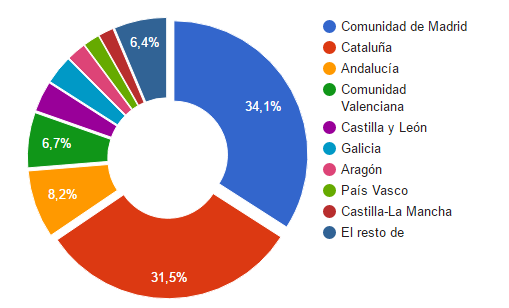 6,4%
34,1%
6,7%
8,2%
31,5%
Comunidad de Madrid
Cataluña
Andalucía
Comunidad
Valenciana
Castilla y León
Galicia
Aragón
País Vasco
Castilla-La Mancha
El resto de